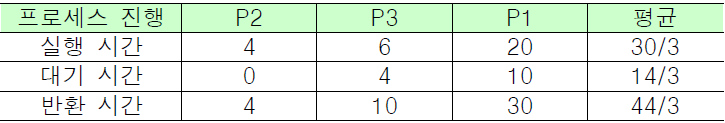 프로세스 진행 P2 P3 P1 평균
실행 시간 4 6 20 30/3
대기 시간 0 4 10 14/3
반환 시간 4 10 30 44/3